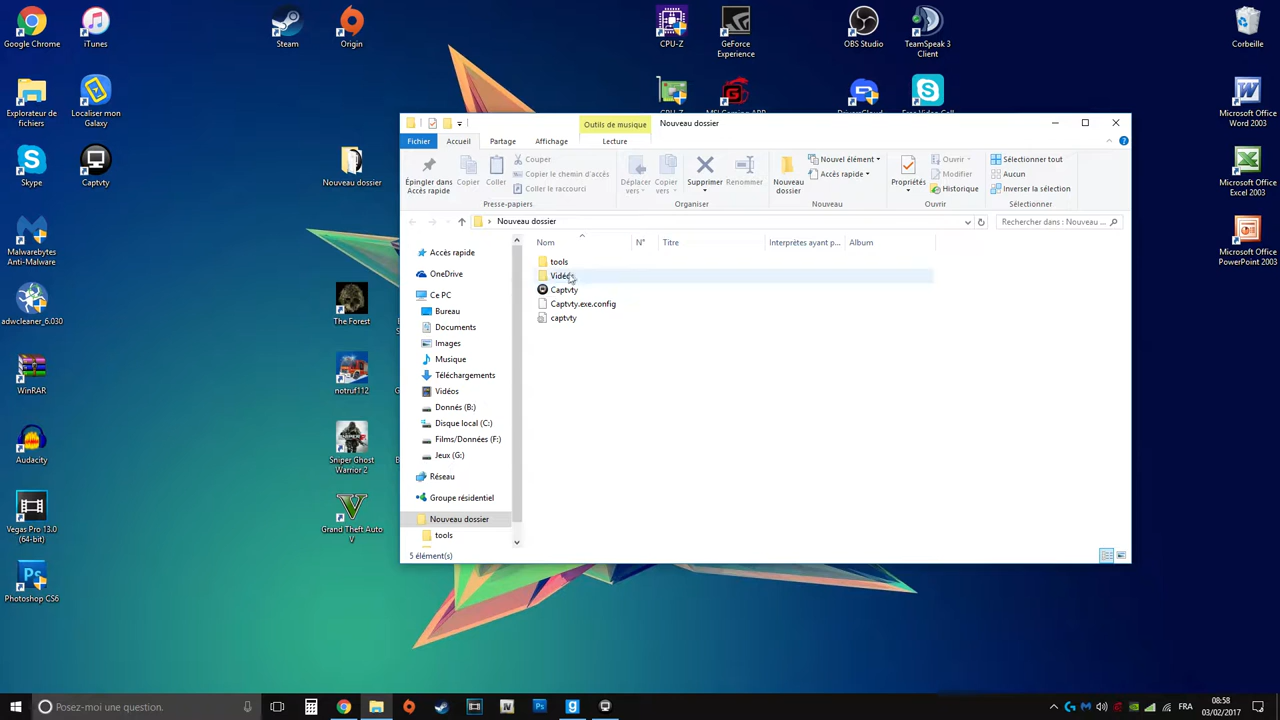 Google Chrome
iTunes
Steam
Origin
CPU-Z
GeForce
Experience
OBS Studio
TeamSpeak 3
Client
Corbeille
Explorateur de
fichiers
Localiser mon
Galaxy
Microsoft Office
Word 2003
Skype
Captvty
Nouveau dossier
Microsoft Office
Excel 2003
Malwarebytes
Anti-Malware
Microsoft Office
PowerPoint 2003
adwcleaner_6.030
The Forest
WinRAR
notruf112
Audacity
Sniper Ghost
Warrior 2
Vegas Pro 13.0
(64-bit)
Grand Theft Auto
V
Photoshop CS6
Outils de musique
Nouveau dossier
Fichier
Accueil
Partage
Affichage
Lecture
Épingler dans
Accès rapide
Copier
Coller
Couper
Copier le chemin d'accès
Coller le raccourci
Presse-papiers
Déplacer
vers
Copier
vers
Supprimer
Renommer
Organiser
Nouveau
dossier
Nouvel élément
Accès rapide
Nouveau
Propriétés
Ouvrir
Modifier
Historique
Ouvrir
Sélectionner tout
Aucun
Inverser la sélection
Sélectionner
Nouveau dossier
Rechercher dans : Nouveau ...
Nom
N°
Titre
Interprètes ayant p...
Album
Accès rapide
OneDrive
Ce PC
Bureau
Documents
Images
Musique
Téléchargements
Vidéos
Donnés (B:)
Disque local (C:)
Films/Données (F:)
Jeux (G:)
Réseau
Groupe résidentiel
Nouveau dossier
tools
tools
Vidéos
Captvty
Captvty.exe.config
captvty
5 élément(s)
Posez-moi une question.
FRA
08:58
03/02/2017